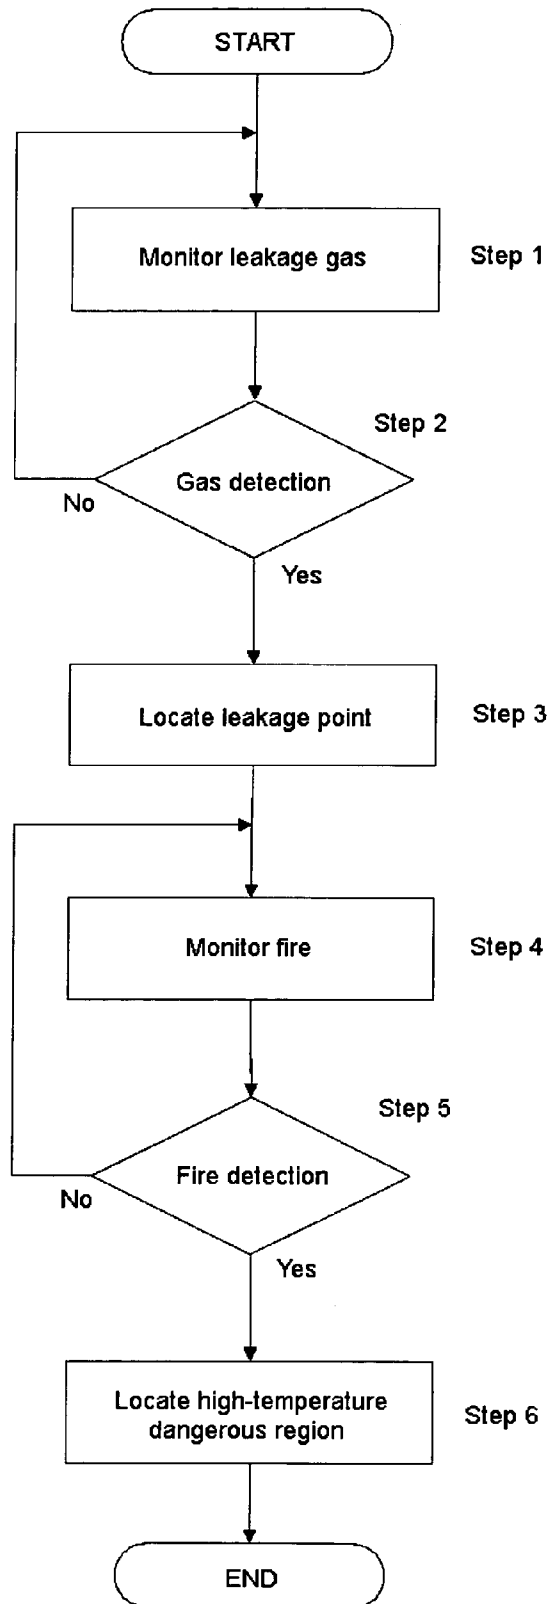 START
Monitor leakage gas
Step 1
Step 2
Gas detection
No
Yes
Locate leakage point
Step 3
Monitor fire
Step 4
Step 5
Fire detection
No
Yes
Locate high-temperature
dangerous region
Step 6
END